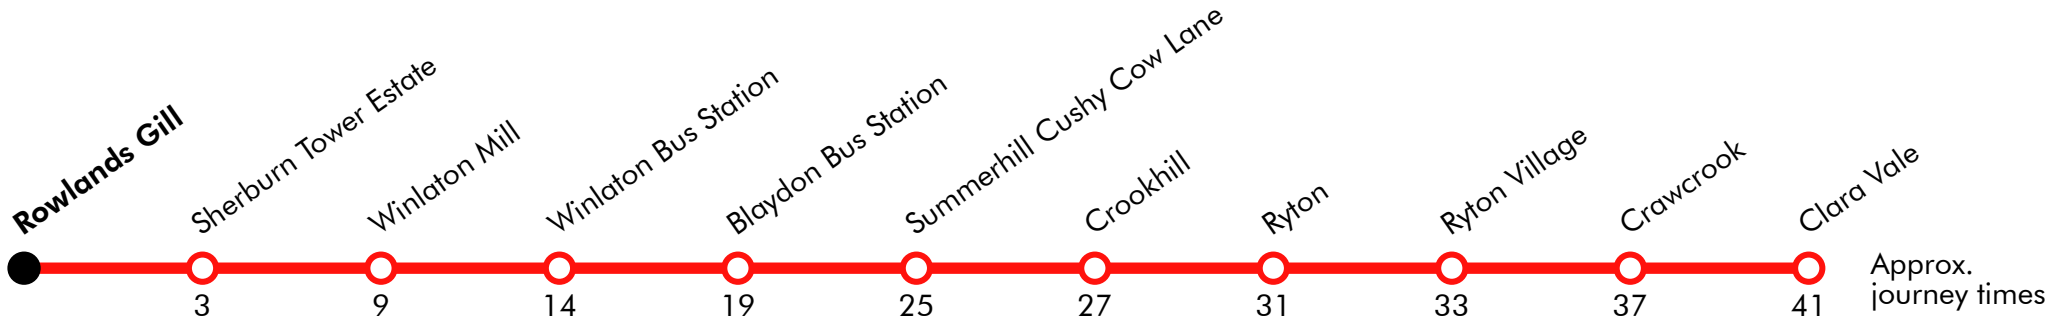 Rowlands Gill
Sherburn Tower Estate
Winlaton Mill
Winlaton Bus Station
Blaydon Bus Station
Summerhill Cushy Cow Lane
Crookhill
Ryton
Ryton Village
Crawcrook
Clara Vale
3
9
14
19
25
27
31
33
37
41
Approx.
journey times